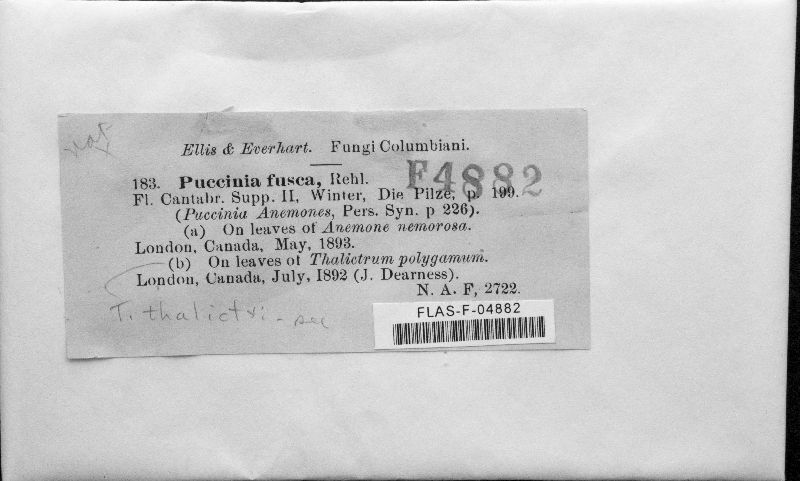 Ellis & Everhart. Fungi Columbiani.
F4882
183. Puccinia fusca, Rehl.
Fl. Cantabr. Supp. II, Winter, Die Pilze, p. 199.
(Puccinia Anemones, Pers. Syn. p 226).
(a) On leaves of Anemone nemorosa.
London, Canada, May, 1893.
(b) On leaves of Thalictrum polygamum.
London, Canada, July, 1892 (J. Dearness).
N. A. F, 2722.
T. thalictri - see
FLAS-F-04882